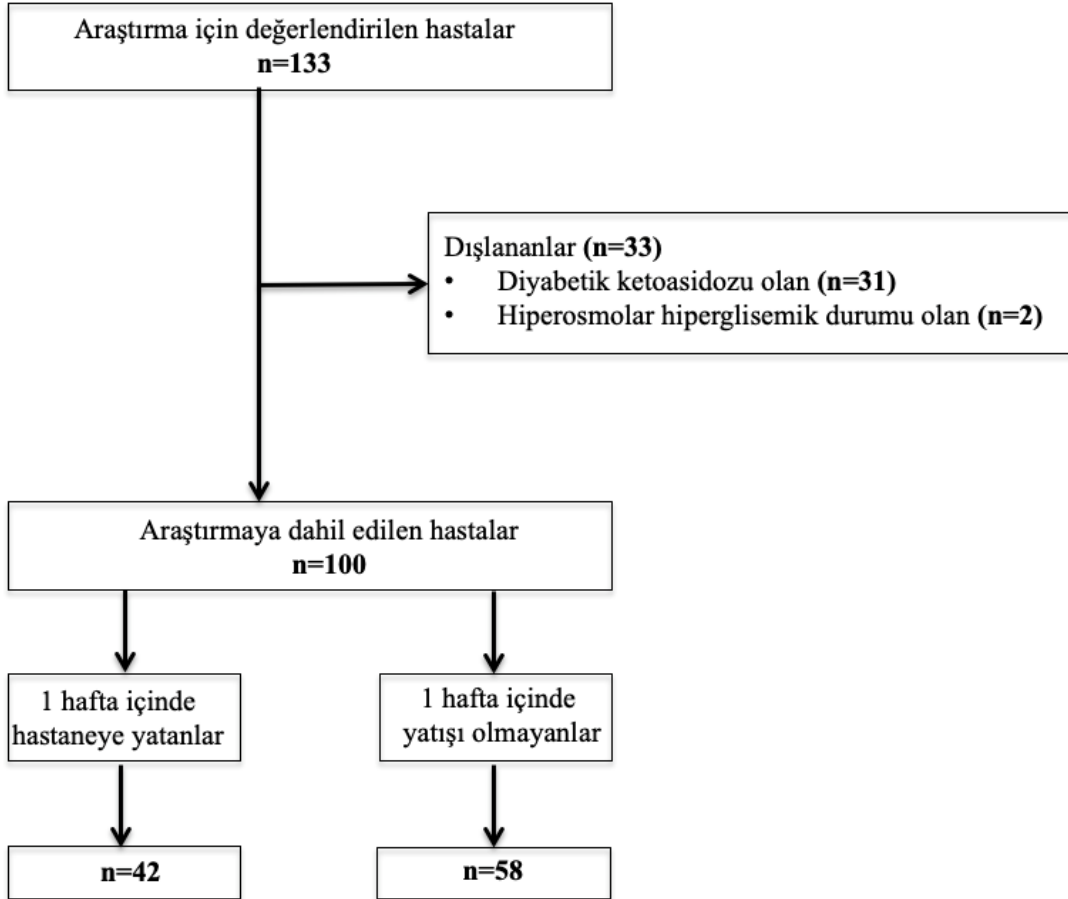 Araştırma için değerlendirilen hastalar
n=133
Dışlananlar (n=33)
• Diyabetik ketoasidozu olan (n=31)
• Hiperosmolar hiperglisemik durumu olan (n=2)
Araştırmaya dahil edilen hastalar
n=100
1 hafta içinde
hastaneye yatanlar
1 hafta içinde
yatışı olmayanlar
n=42
n=58